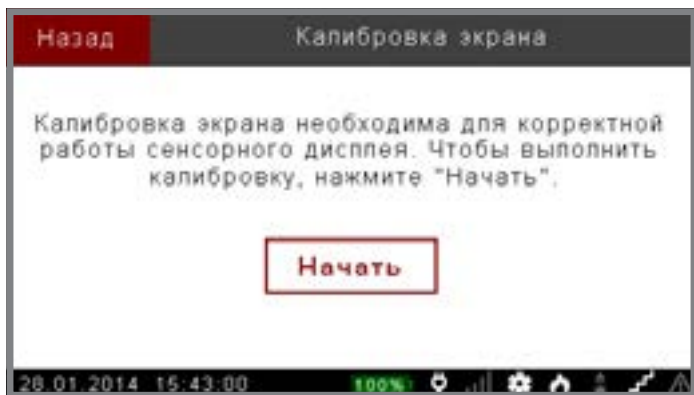 Назад
Калибровка экрана
Калибровка экрана необходима для корректной
работы сенсорного дисплея. Чтобы выполнить
калибровку, нажмите "Начать".
Начать
28.01.2014 15:43:00 100%